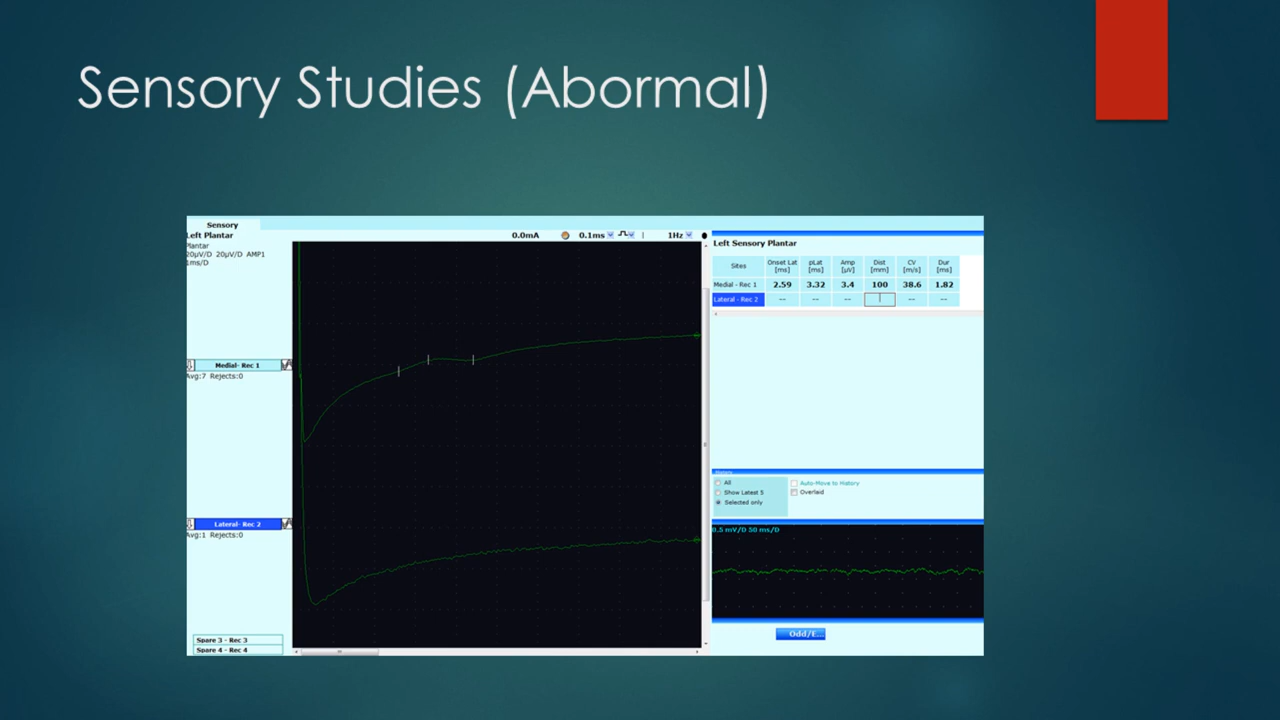 Sensory Studies (Abormal)
Sensory
Left Plantar
Plantar
20µV/D 20µV/D AMP1
1ms/D
0.0mA 0.1ms 1Hz
Medial- Rec 1
Avg:7 Rejects:0
Lateral- Rec 2
Avg:1 Rejects:0
Spare 3 - Rec 3
Spare 4 - Rec 4
Left Sensory Plantar
Sites Onset Lat [ms] pLat [ms] Amp [µV] Dist [mm] CV [m/s] Dur [ms]
Medial - Rec 1 2.59 3.32 3.4 100 38.6 1.82
Lateral - Rec 2 -- -- -- -- --
History
All Auto-Move to History
Show Latest 5 Overlaid
Selected only
0.5 mV/D 50 ms/D
Odd/E...